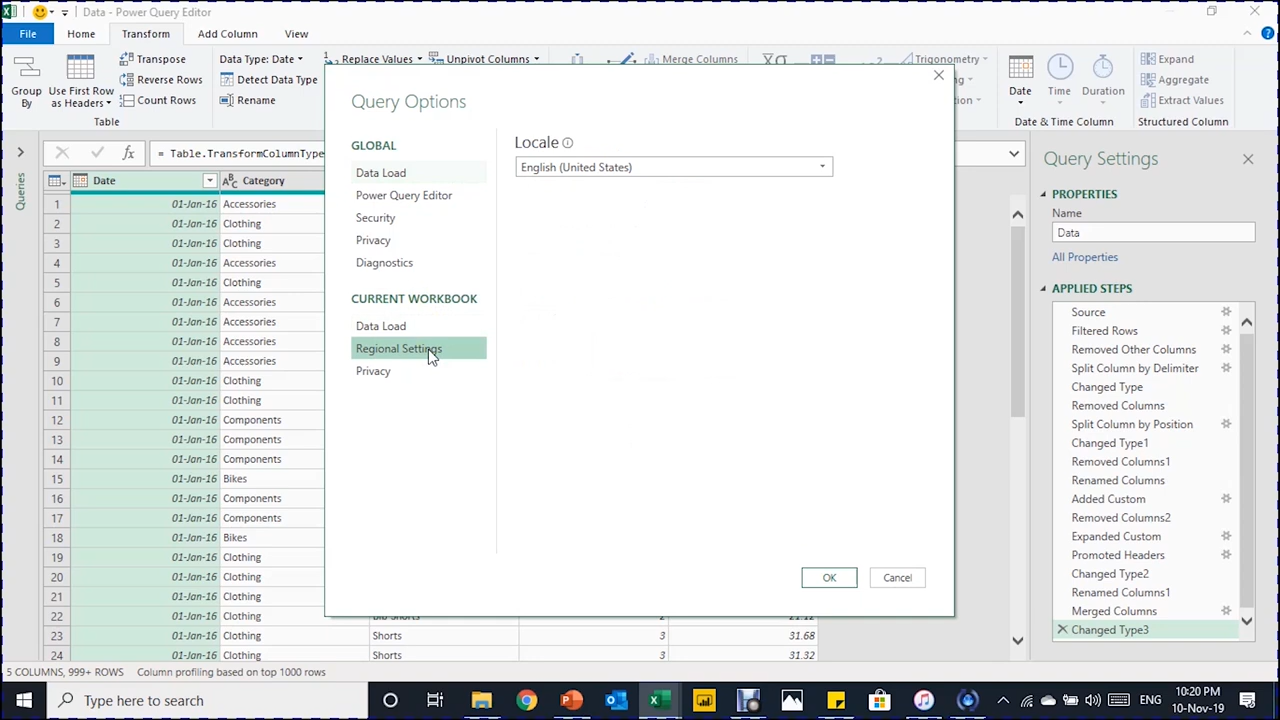 Data - Power Query Editor
File
Home
Transform
Add Column
View
Group By
Use First Row as Headers
Transpose
Reverse Rows
Count Rows
Table
Data Type: Date
Detect Data Type
Rename
Replace Values
Unpivot Columns
Merge Columns
Trigonometry
Date
Time
Duration
Date & Time Column
Expand
Aggregate
Extract Values
Structured Column
= Table.TransformColumnType
Queries
Date
Category
1 01-Jan-16 Accessories
2 01-Jan-16 Clothing
3 01-Jan-16 Clothing
4 01-Jan-16 Accessories
5 01-Jan-16 Clothing
6 01-Jan-16 Accessories
7 01-Jan-16 Accessories
8 01-Jan-16 Accessories
9 01-Jan-16 Accessories
10 01-Jan-16 Clothing
11 01-Jan-16 Clothing
12 01-Jan-16 Components
13 01-Jan-16 Components
14 01-Jan-16 Components
15 01-Jan-16 Bikes
16 01-Jan-16 Components
17 01-Jan-16 Components
18 01-Jan-16 Bikes
19 01-Jan-16 Clothing
20 01-Jan-16 Clothing
21 01-Jan-16 Clothing
22 01-Jan-16 Clothing
23 01-Jan-16 Clothing Shorts 3 31.68
24 01-Jan-16 Clothing Shorts 3 31.32
Query Options
GLOBAL
Data Load
Power Query Editor
Security
Privacy
Diagnostics
CURRENT WORKBOOK
Data Load
Regional Settings
Privacy
Locale
English (United States)
OK
Cancel
Query Settings
PROPERTIES
Name
Data
All Properties
APPLIED STEPS
Source
Filtered Rows
Removed Other Columns
Split Column by Delimiter
Changed Type
Removed Columns
Split Column by Position
Changed Type1
Removed Columns1
Renamed Columns
Added Custom
Removed Columns2
Expanded Custom
Promoted Headers
Changed Type2
Renamed Columns1
Merged Columns
Changed Type3
5 COLUMNS, 999+ ROWS
Column profiling based on top 1000 rows
Type here to search
ENG
10:20 PM
10-Nov-19